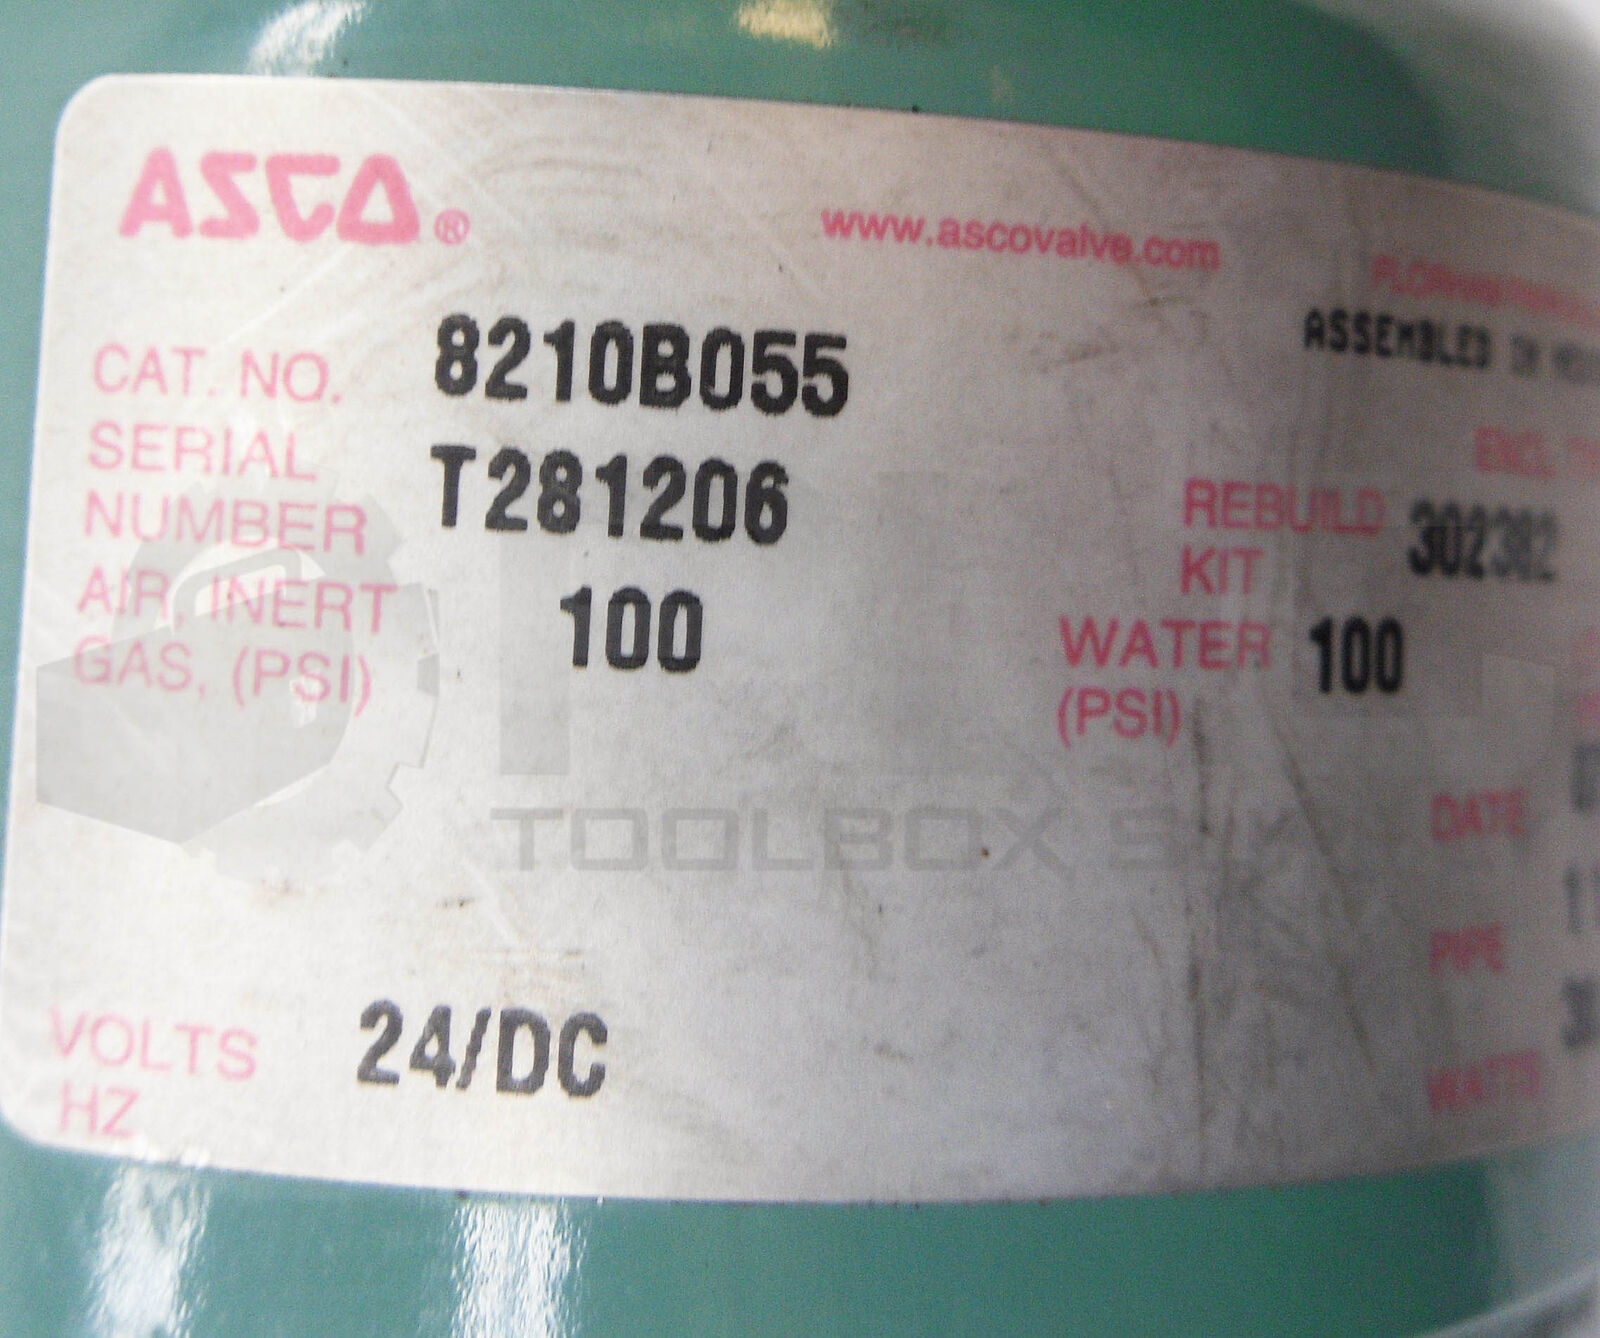 ASCO®
www.ascovalve.com
ASSEMBLED IN
CAT. NO. 8210B055
SERIAL NUMBER T281206
REBUILD KIT 302382
AIR, INERT GAS, (PSI) 100
WATER (PSI) 100
TOOLBOX
DATE
PIPE
VOLTS 24/DC
HZ
WATTS